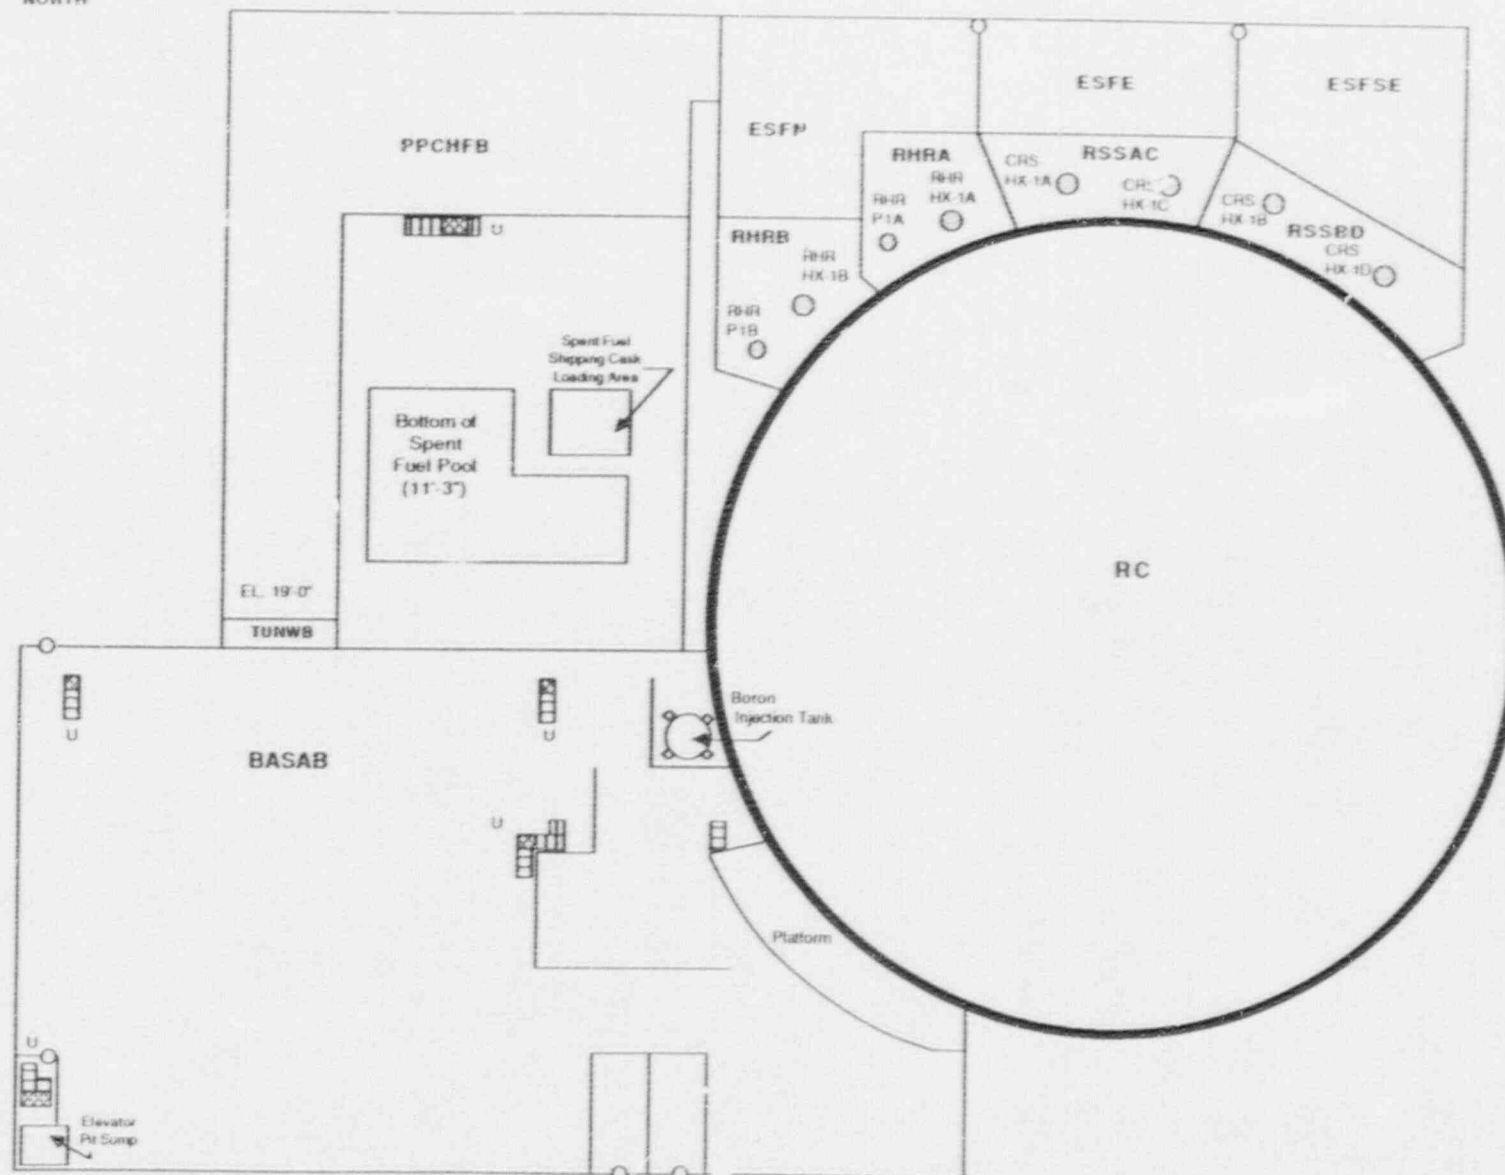 NORTH
PPCHFB
ESFN
ESFE
ESFSE
RHRA
RHR
HX-1A
RHR
P1A
RSSAC
CRS
HX-1A
HX-1C
CRS
HX-1B
RSSBD
CRS
HX-1D
RHRB
RHR
HX-1B
RHR
P1B
U
Spent Fuel
Shipping Cask
Loading Area
Bottom of
Spent
Fuel Pool
(11'-3")
EL. 19'-0"
TUNWB
RC
U
U
Boron
Injection Tank
BASAB
U
Platform
U
Elevator
Pit Sump